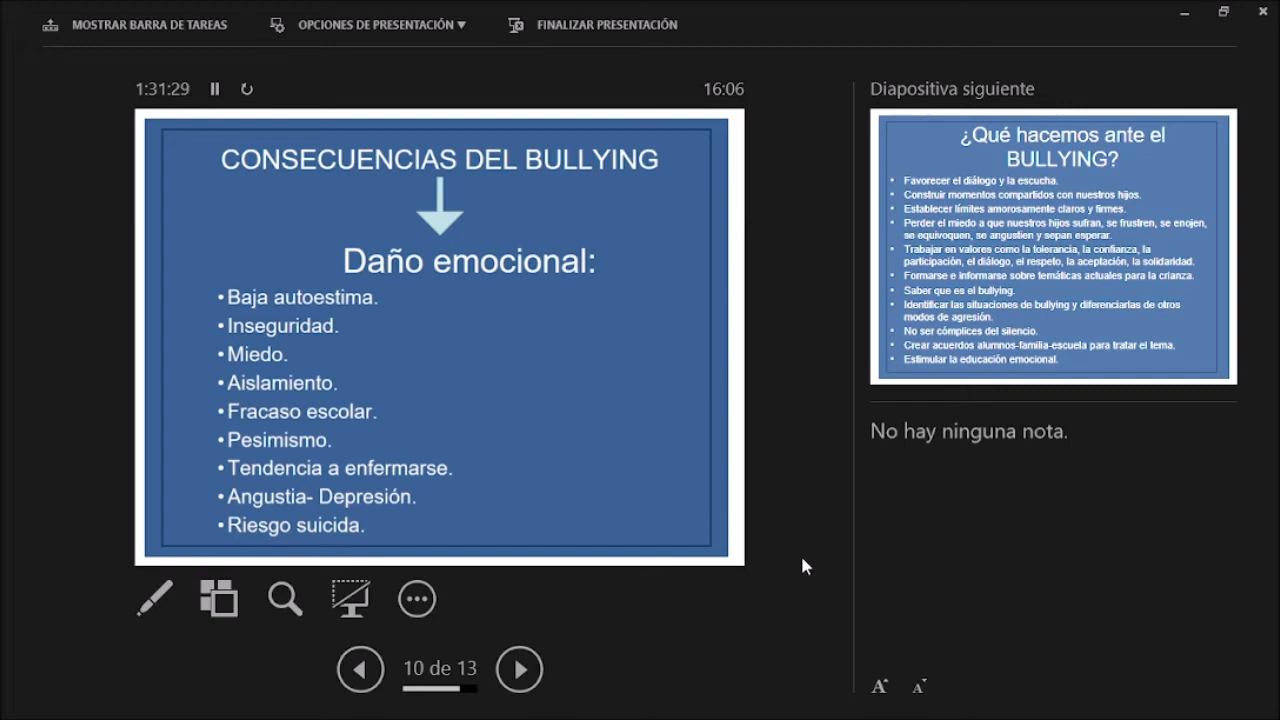 MOSTRAR BARRA DE TAREAS
OPCIONES DE PRESENTACIÓN ▼
FINALIZAR PRESENTACIÓN
1:31:29
16:06
CONSECUENCIAS DEL BULLYING
Daño emocional:
• Baja autoestima.
• Inseguridad.
• Miedo.
• Aislamiento.
• Fracaso escolar.
• Pesimismo.
• Tendencia a enfermarse.
• Angustia- Depresión.
• Riesgo suicida.
10 de 13
Diapositiva siguiente
¿Qué hacemos ante el
BULLYING?
• Favorecer el diálogo y la escucha.
• Construir momentos compartidos con nuestros hijos.
• Establecer límites amorosamente claros y firmes.
• Perder el miedo a que nuestros hijos sufran, se frustren, se enojen,
se equivoquen, se angustien y sepan esperar.
• Trabajar en valores como la tolerancia, la confianza, la
participación, el diálogo, el respeto, la aceptación, la solidaridad.
• Formarse e informarse sobre temáticas actuales para la crianza.
• Saber que es el bullying.
• Identificar las situaciones de bullying y diferenciarlas de otros
modos de agresión.
• No ser cómplices del silencio.
• Crear acuerdos alumnos-familia-escuela para tratar el tema.
• Estimular la educación emocional.
No hay ninguna nota.
A A